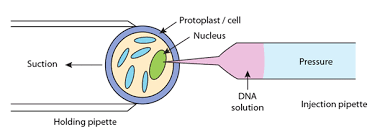 Protoplast / cell
Nucleus
Suction
Pressure
DNA
solution
Injection pipette
Holding pipette